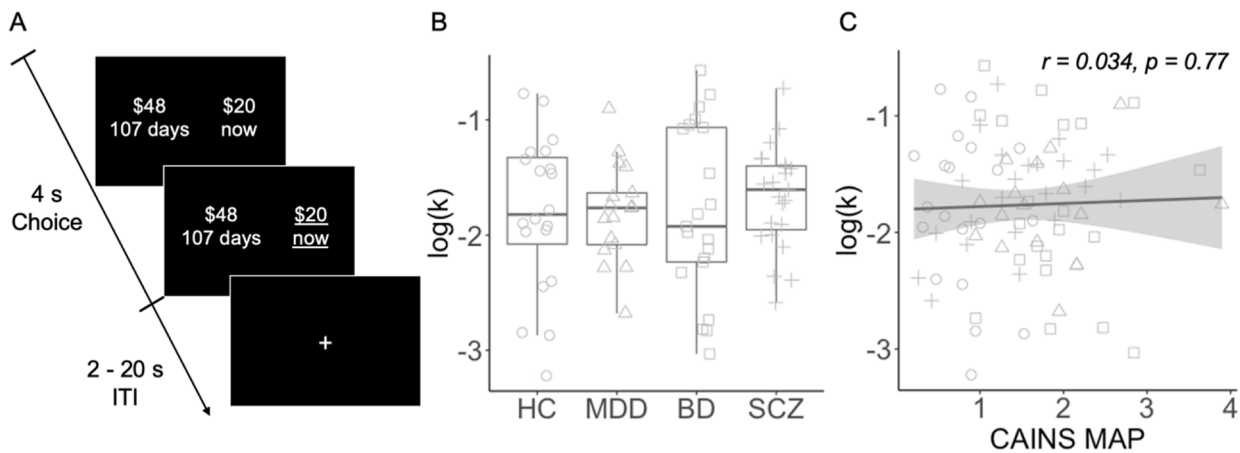 A
$48 $20
107 days now
$48 $20
107 days now
+
4 s
Choice
2 - 20 s
ITI
B
log(k)
-1
-2
-3
HC MDD BD SCZ
C
r = 0.034, p = 0.77
log(k)
-1
-2
-3
1 2 3 4
CAINS MAP